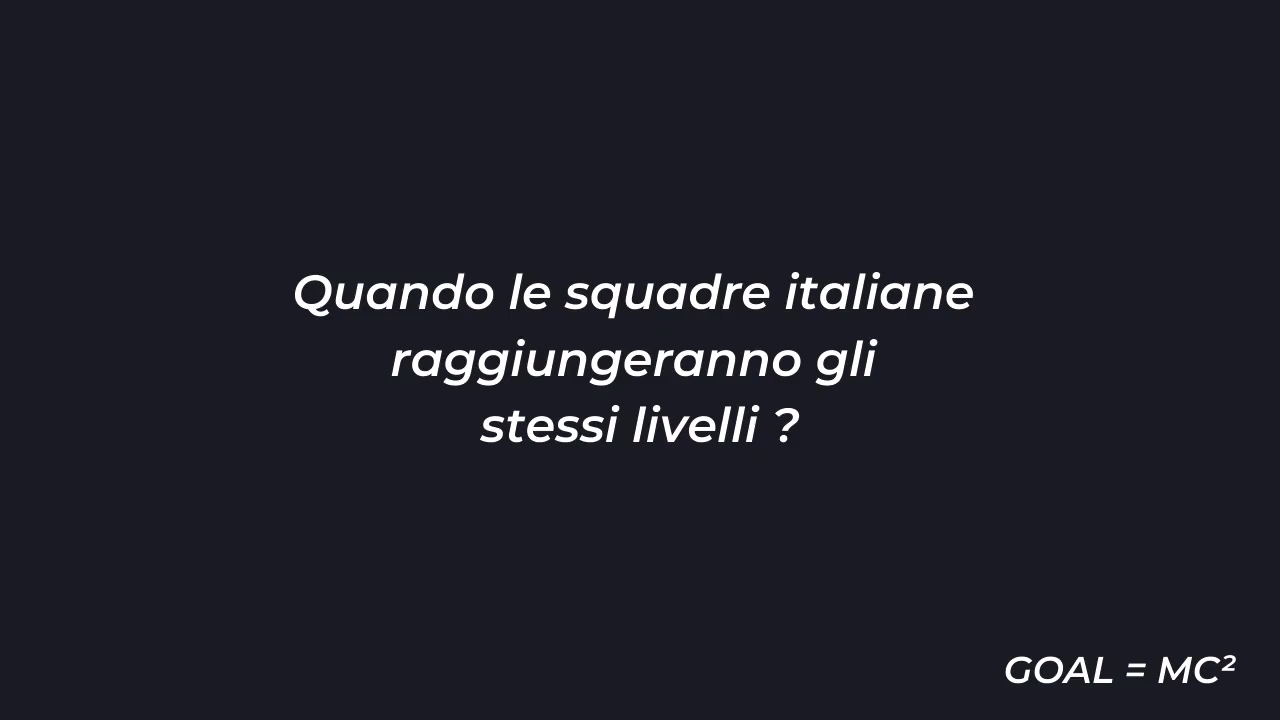 Quando le squadre italiane
raggiungeranno gli
stessi livelli ?
GOAL = MC²